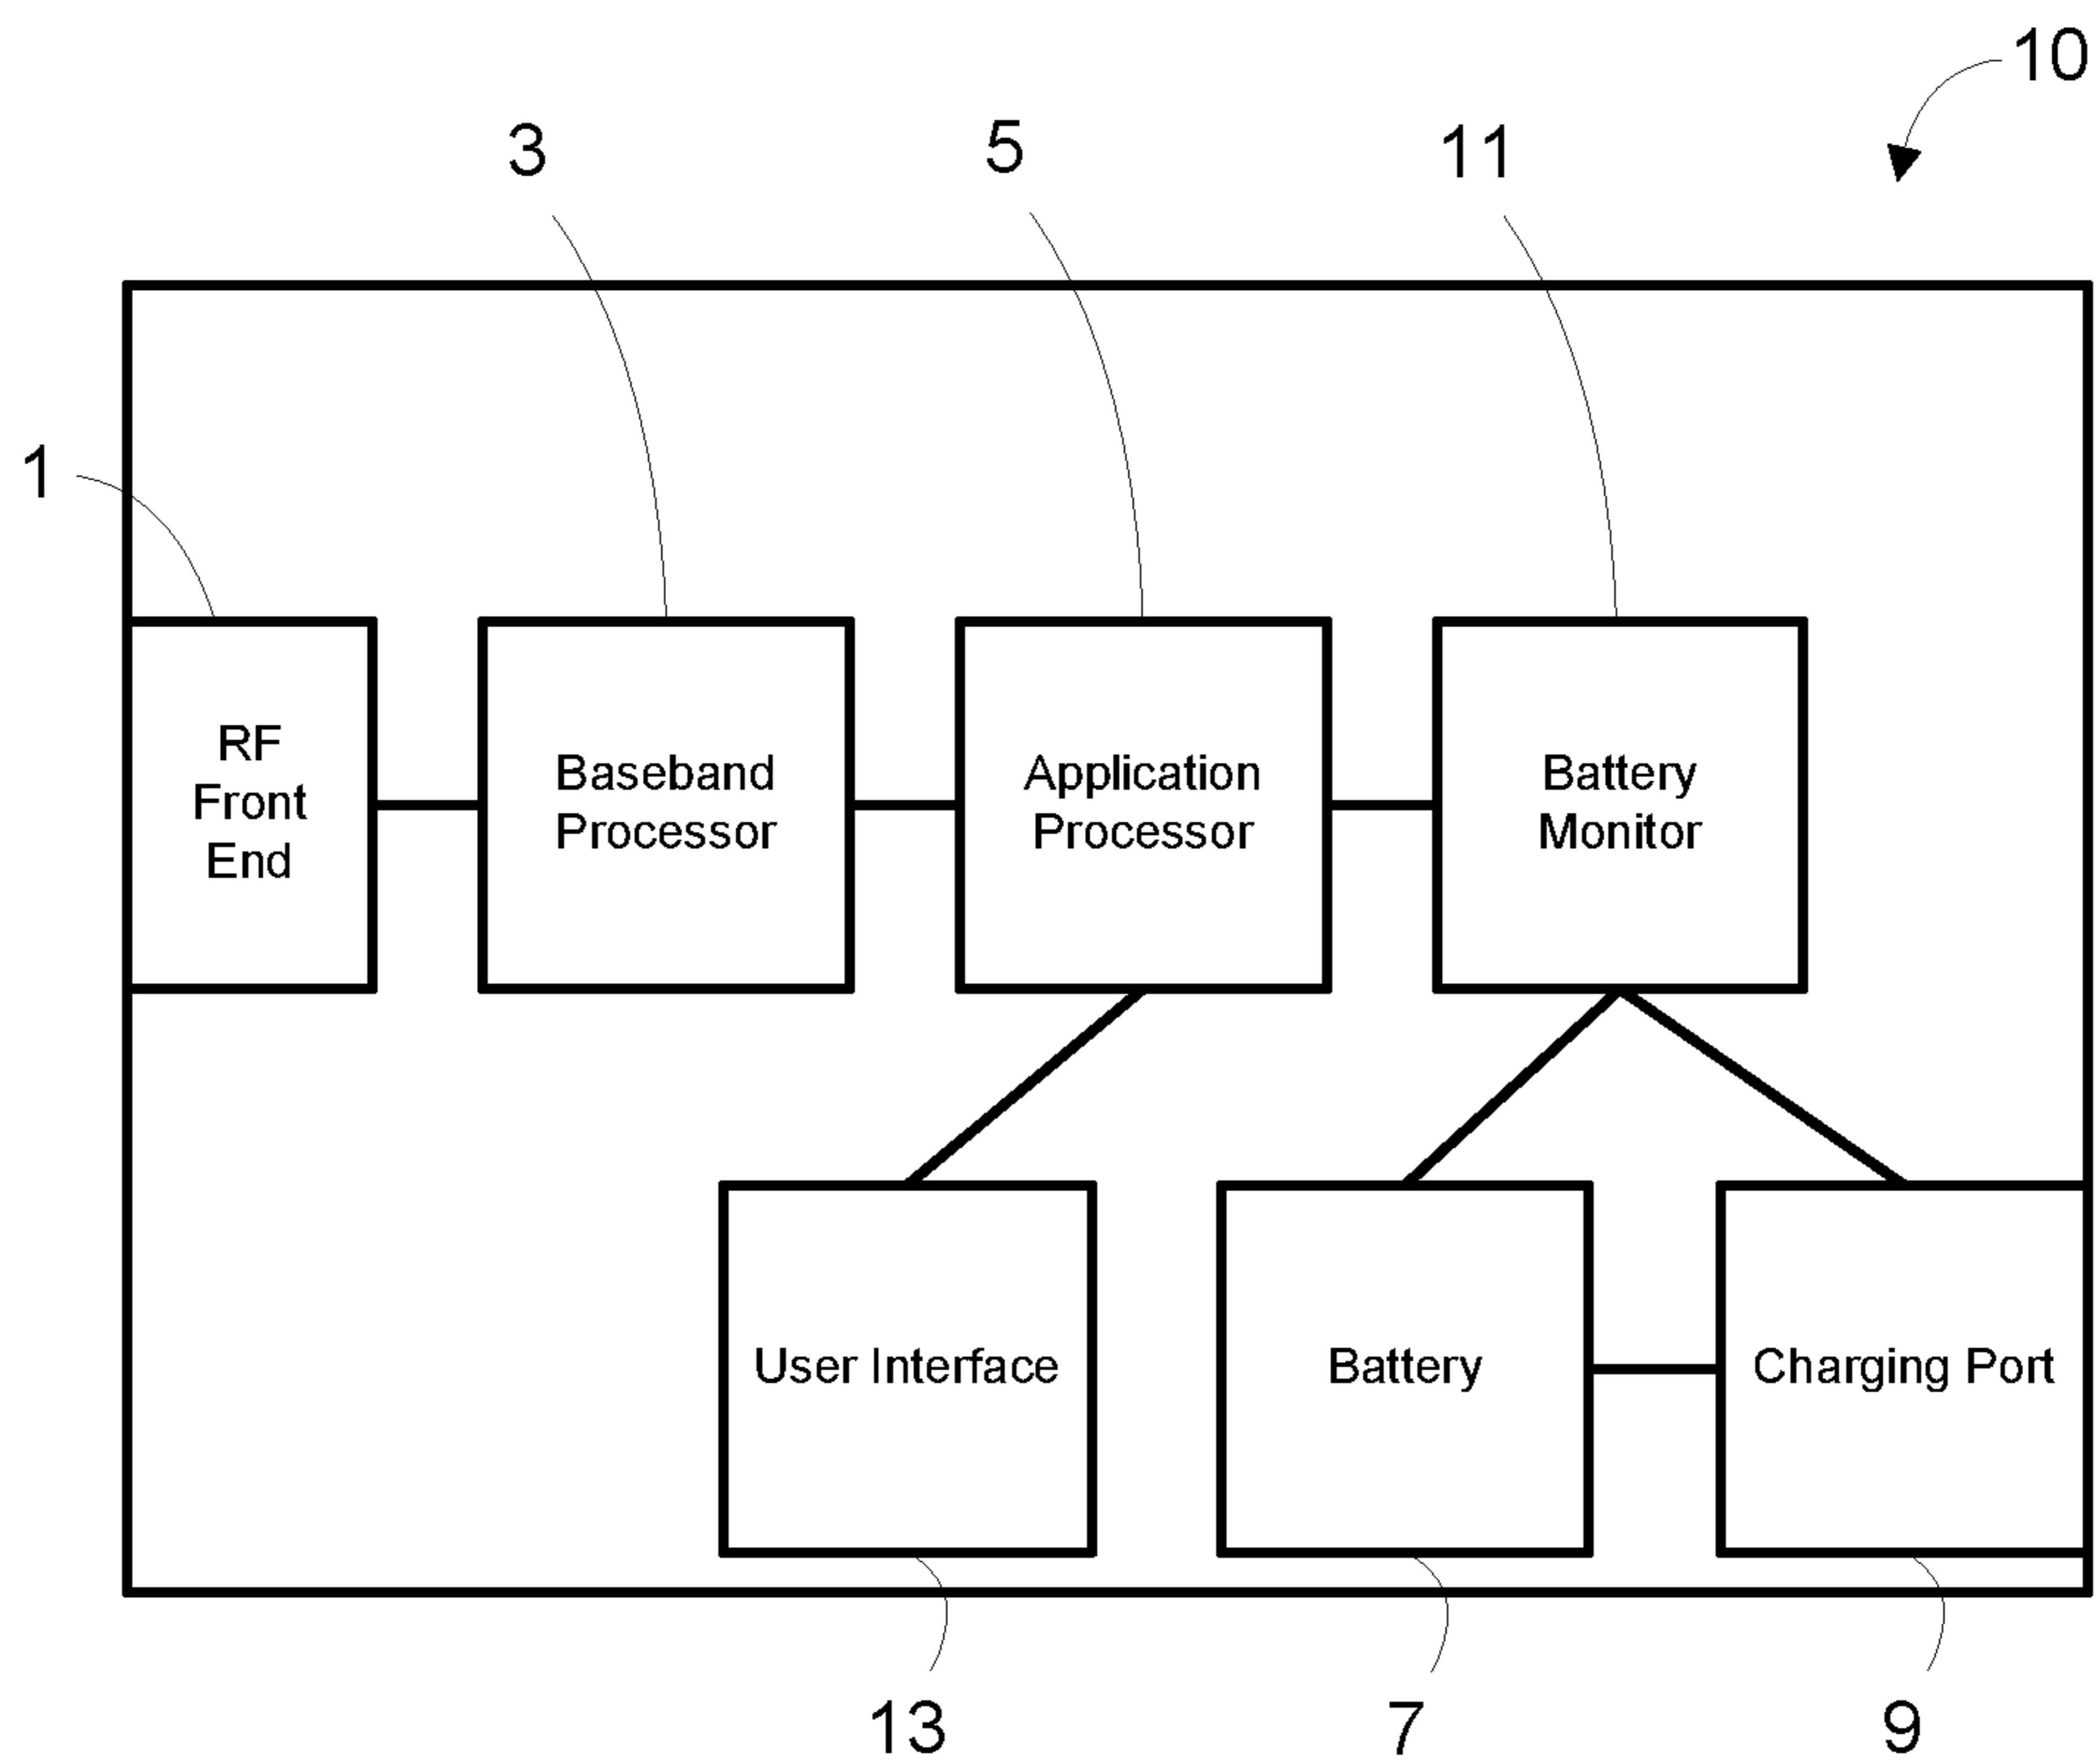 10
3
5
11
1
RF
Front
End
Baseband
Processor
Application
Processor
Battery
Monitor
User Interface
Battery
Charging Port
13
7
9